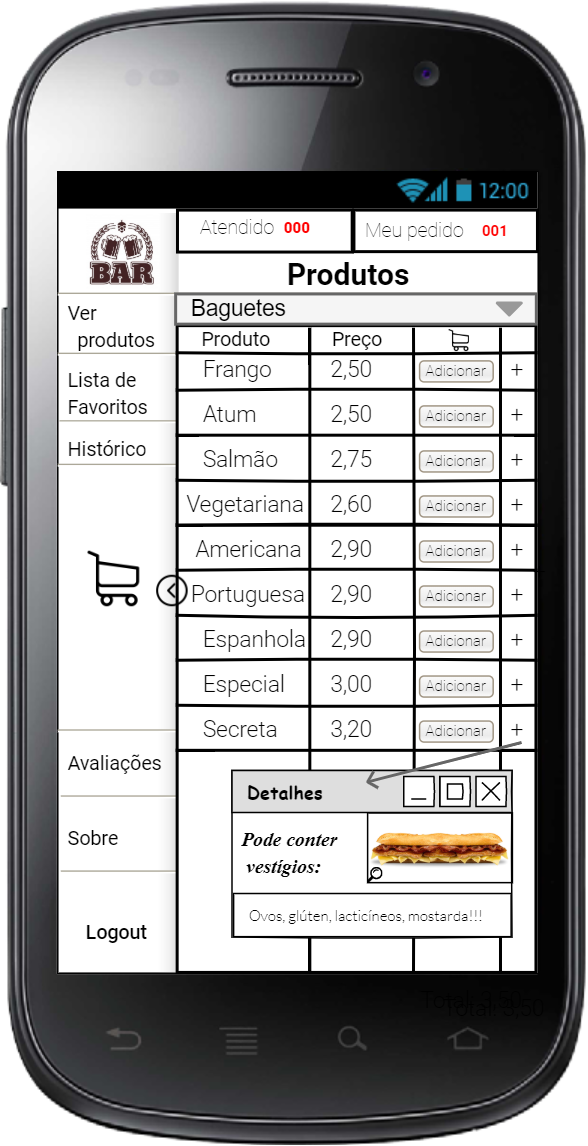 12:00
BAR
Atendido 000
Meu pedido 001
Produtos
Baguetes
Ver
produtos
Lista de
Favoritos
Histórico
Avaliações
Sobre
Logout
Produto Preço
Frango 2,50 Adicionar +
Atum 2,50 Adicionar +
Salmão 2,75 Adicionar +
Vegetariana 2,60 Adicionar +
Americana 2,90 Adicionar +
Portuguesa 2,90 Adicionar +
Espanhola 2,90 Adicionar +
Especial 3,00 Adicionar +
Secreta 3,20 Adicionar +
Detalhes
Pode conter
vestígios:
Ovos, glúten, lacticíneos, mostarda!!!
Total: 3,50